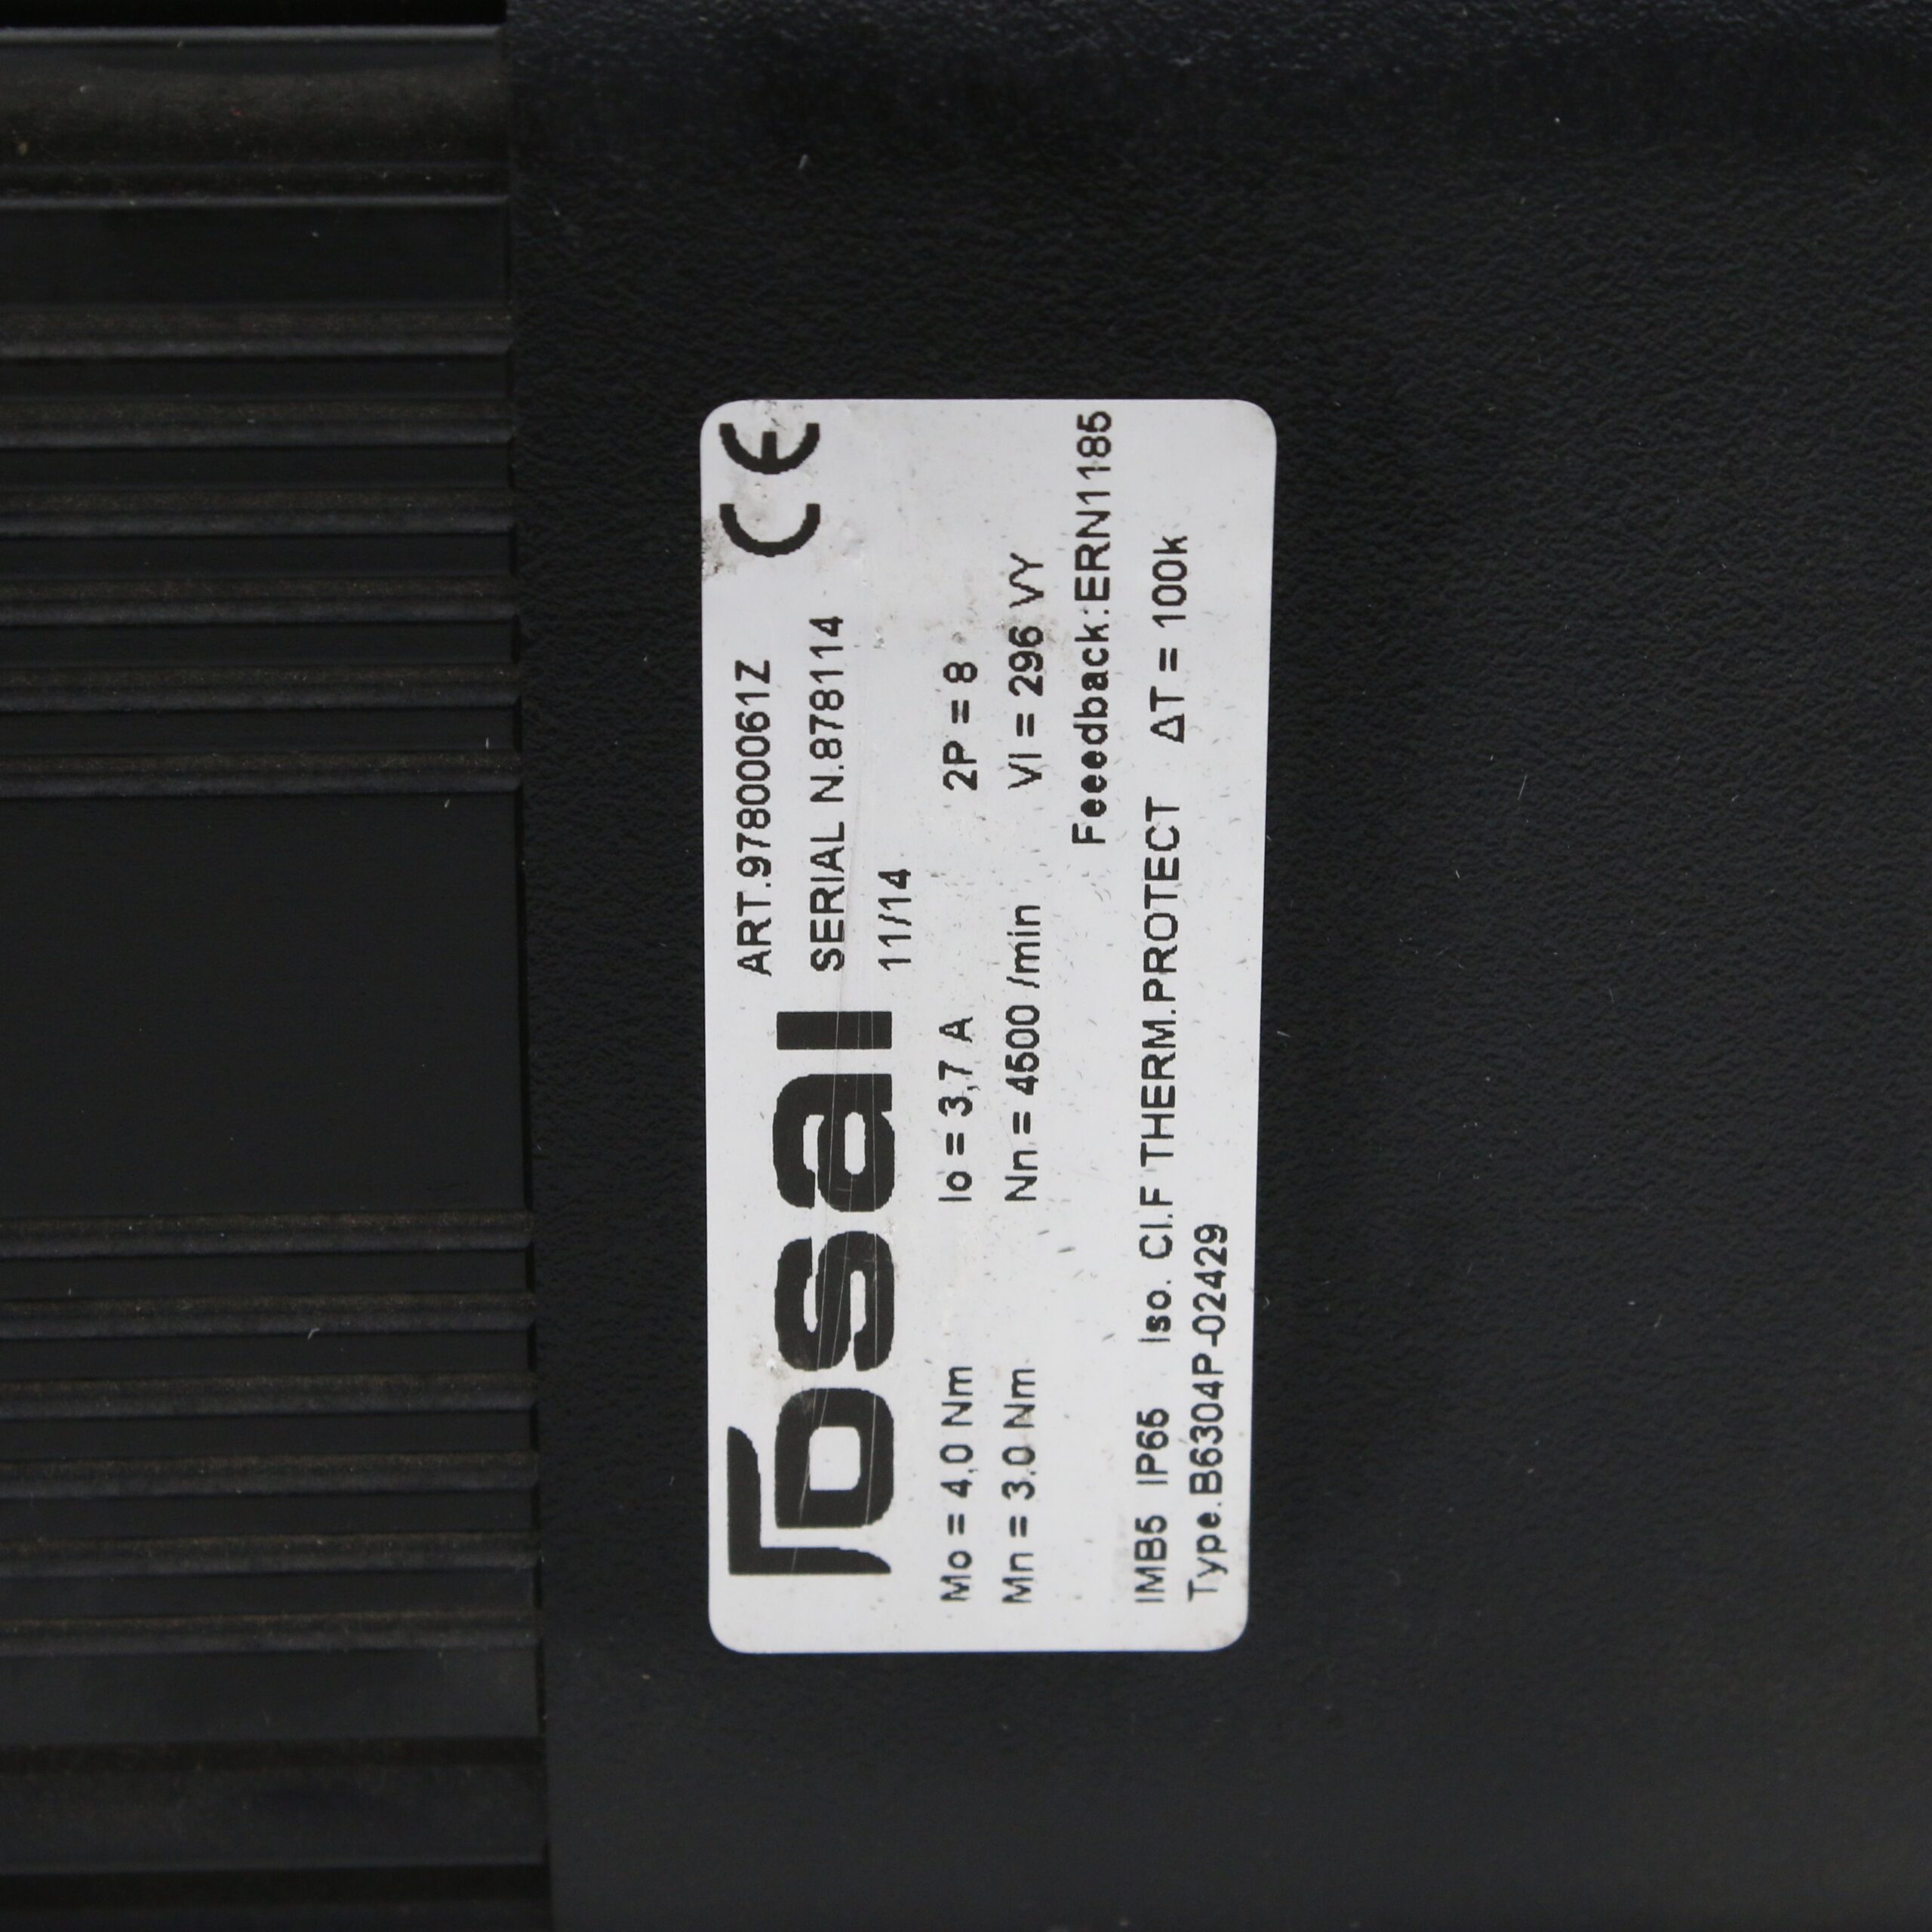 rosal
ART.97800061Z
CE
SERIAL N.878114
11/14
Mo = 4,0 Nm Io = 3,7 A 2P = 8
Mn = 3,0 Nm Nn = 4500 /min VI = 296 VY
Feeedback:ERN1185
IMB5 IP65 Iso. Cl.F THERM.PROTECT ΔT = 100k
Type.B6304P-02429